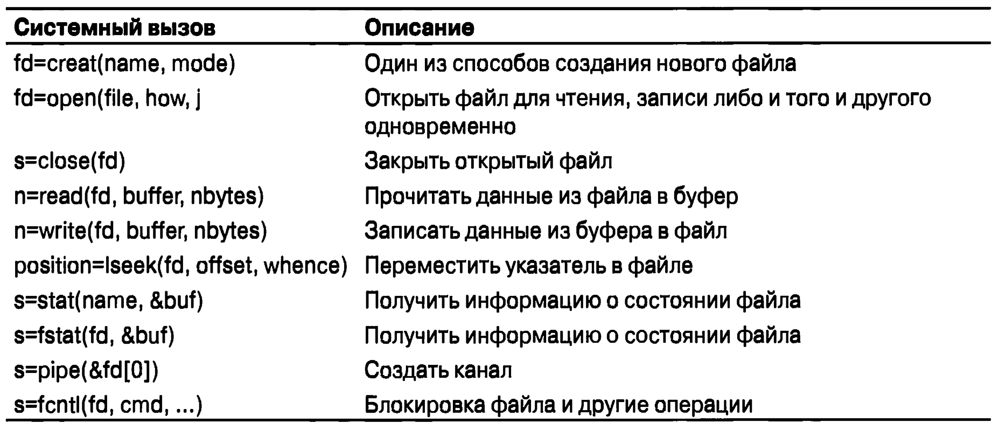 Системный вызов Описание
fd=creat(name, mode) Один из способов создания нового файла
fd=open(file, how, j Открыть файл для чтения, записи либо и того и другого
одновременно
s=close(fd) Закрыть открытый файл
n=read(fd, buffer, nbytes) Прочитать данные из файла в буфер
n=write(fd, buffer, nbytes) Записать данные из буфера в файл
position=lseek(fd, offset, whence) Переместить указатель в файле
s=stat(name, &buf) Получить информацию о состоянии файла
s=fstat(fd, &buf) Получить информацию о состоянии файла
s=pipe(&fd[0]) Создать канал
s=fcntl(fd, cmd, ...) Блокировка файла и другие операции